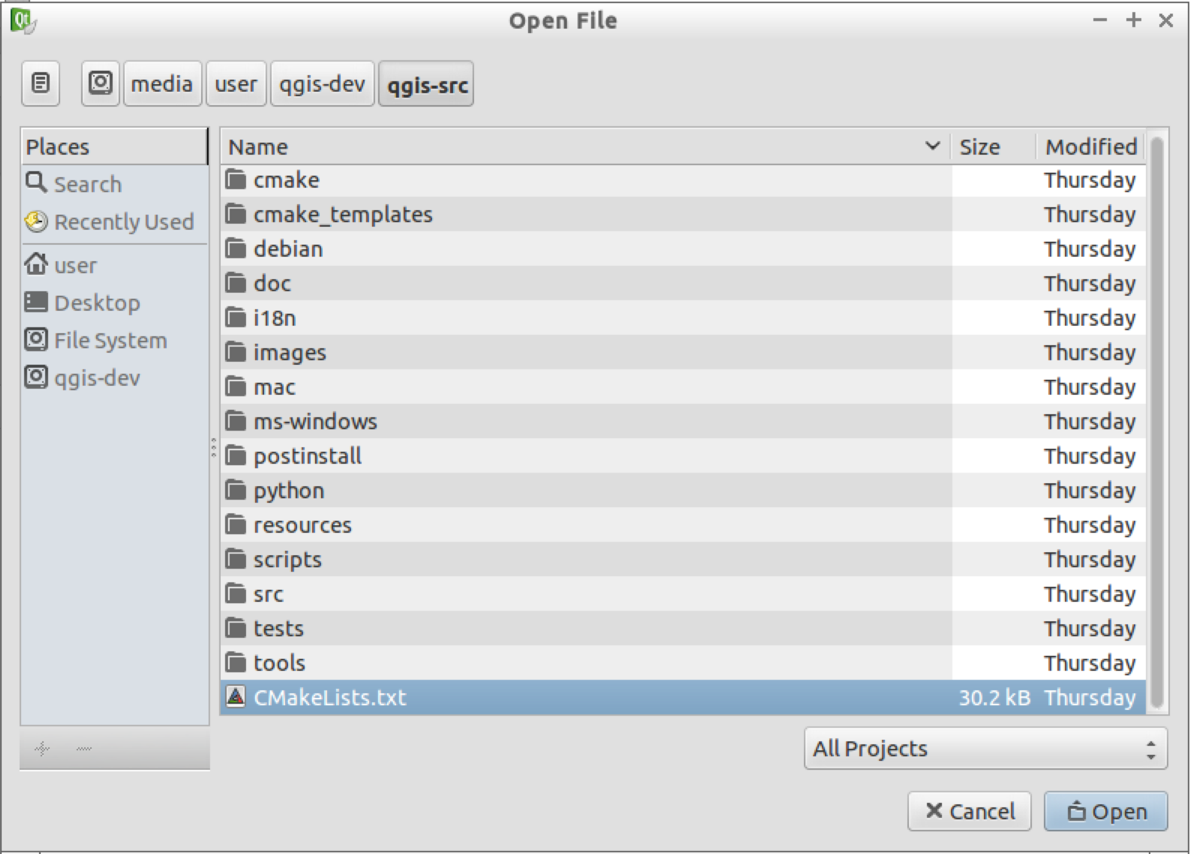 Qt Open File
media user qgis-dev qgis-src
Places Name Size Modified
Search
Recently Used
user
Desktop
File System
qgis-dev
cmake Thursday
cmake_templates Thursday
debian Thursday
doc Thursday
i18n Thursday
images Thursday
mac Thursday
ms-windows Thursday
postinstall Thursday
python Thursday
resources Thursday
scripts Thursday
src Thursday
tests Thursday
tools Thursday
CMakeLists.txt 30.2 kB Thursday
All Projects
Cancel Open